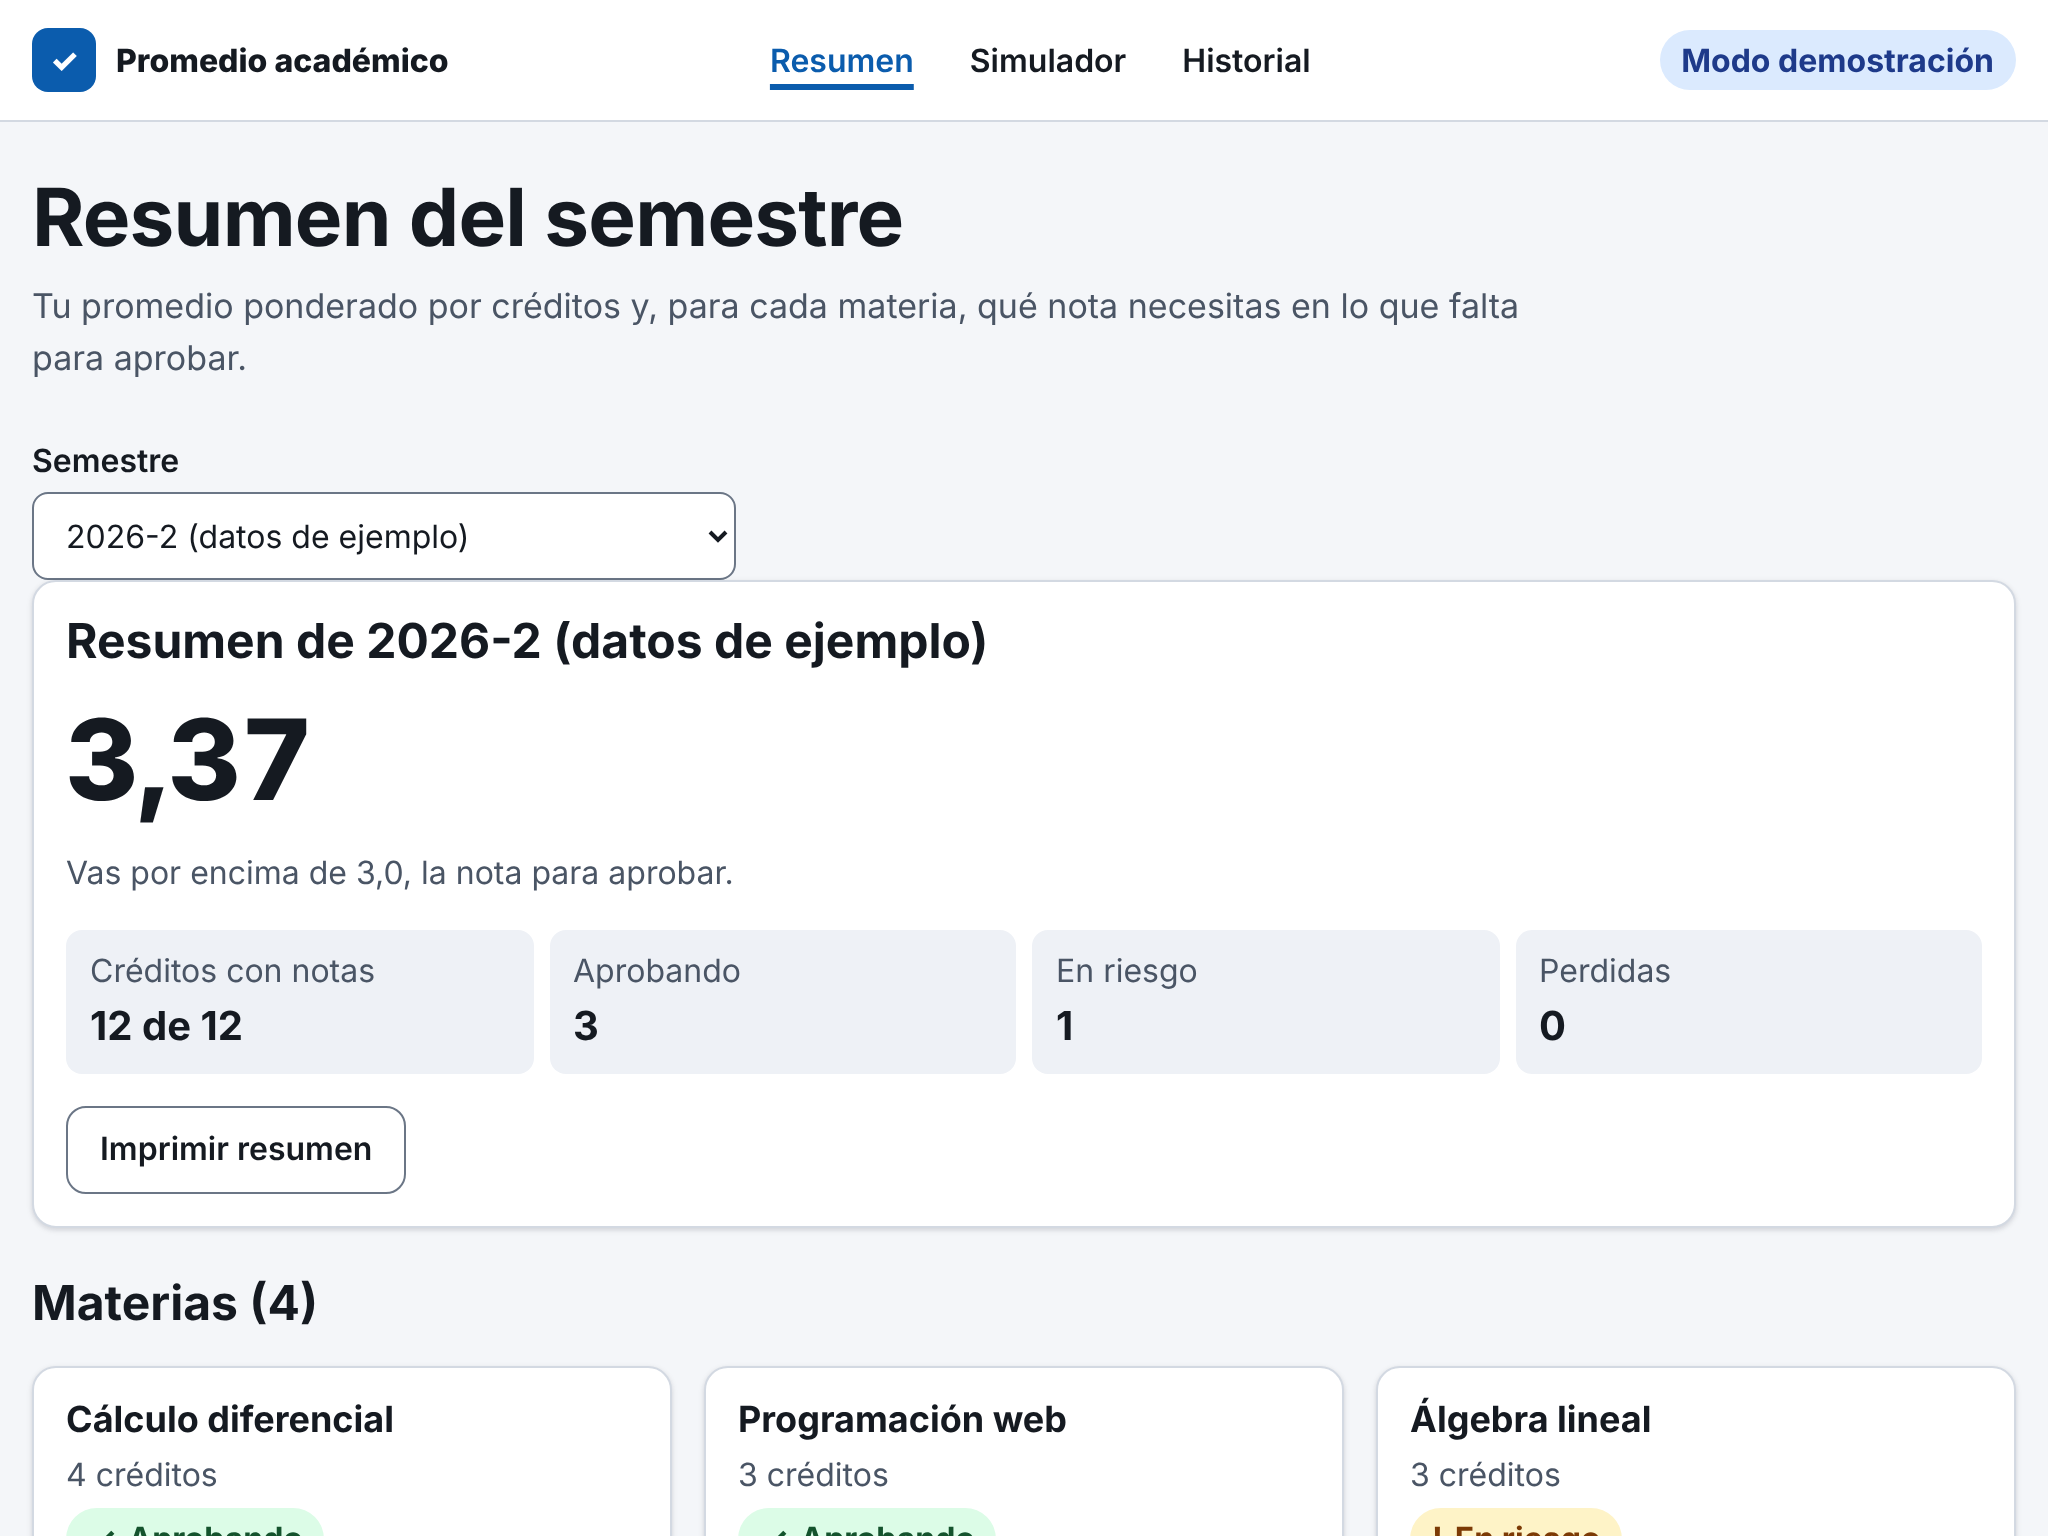 Promedio académico
Resumen
Simulador
Historial
Modo demostración
Resumen del semestre
Tu promedio ponderado por créditos y, para cada materia, qué nota necesitas en lo que falta
para aprobar.
Semestre
2026-2 (datos de ejemplo)
Resumen de 2026-2 (datos de ejemplo)
3,37
Vas por encima de 3,0, la nota para aprobar.
Créditos con notas
12 de 12
Aprobando
3
En riesgo
1
Perdidas
0
Imprimir resumen
Materias (4)
Cálculo diferencial
4 créditos
✓ Aprobando
Programación web
3 créditos
✓ Aprobando
Álgebra lineal
3 créditos
! En riesgo